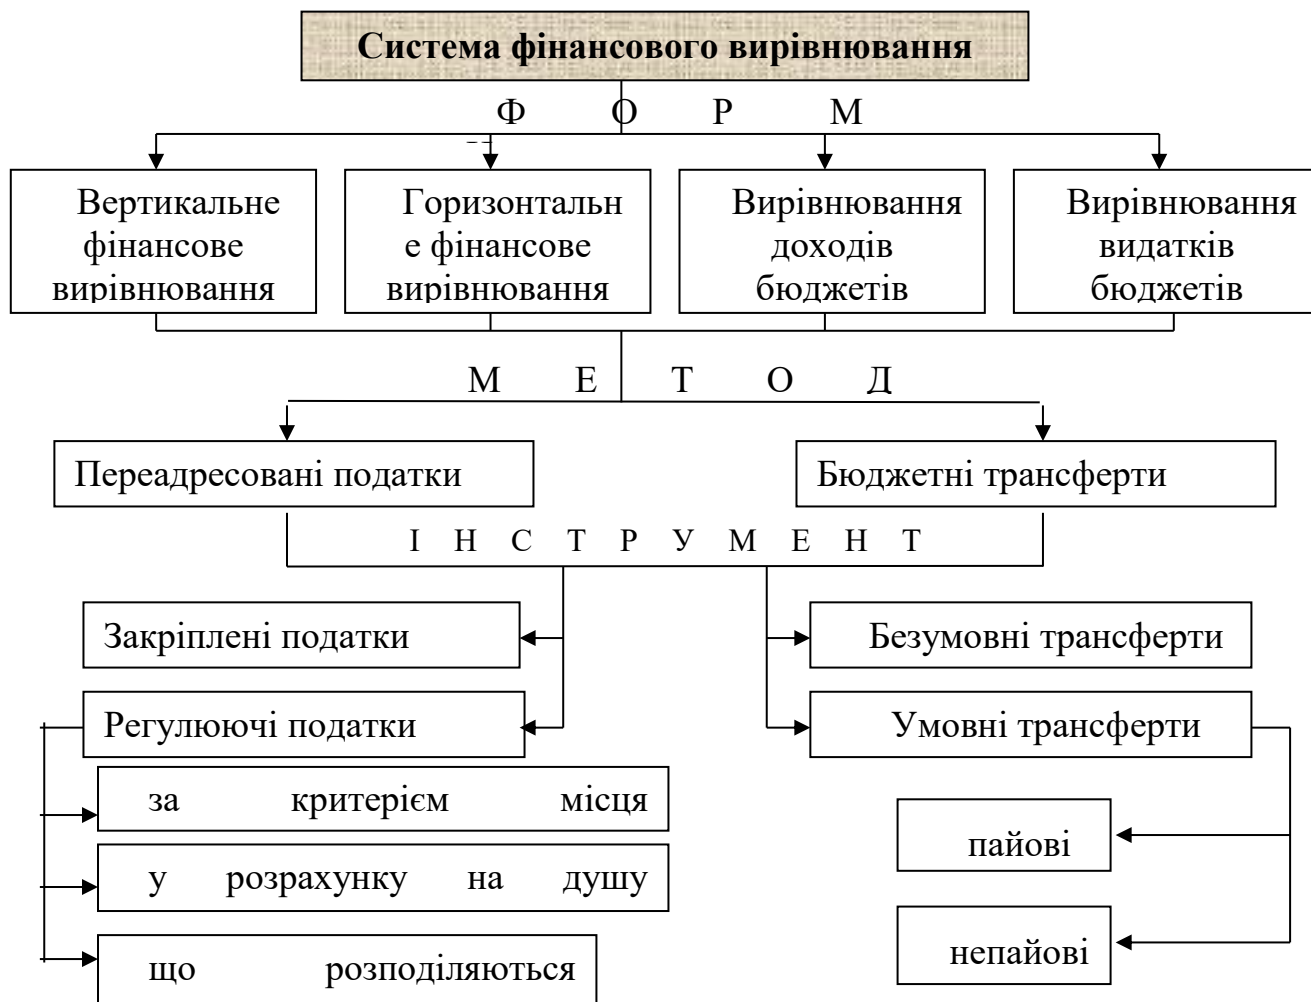 Система фінансового вирівнювання
Ф О Р М
Вертикальне
фінансове
вирівнювання
Горизонтальн
е фінансове
вирівнювання
Вирівнювання
доходів
бюджетів
Вирівнювання
видатків
бюджетів
М Е Т О Д
Переадресовані податки
Бюджетні трансферти
І Н С Т Р У М Е Н Т
Закріплені податки
Безумовні трансферти
Регулюючі податки
Умовні трансферти
за критерієм місця
пайові
у розрахунку на душу
непайові
що розподіляються